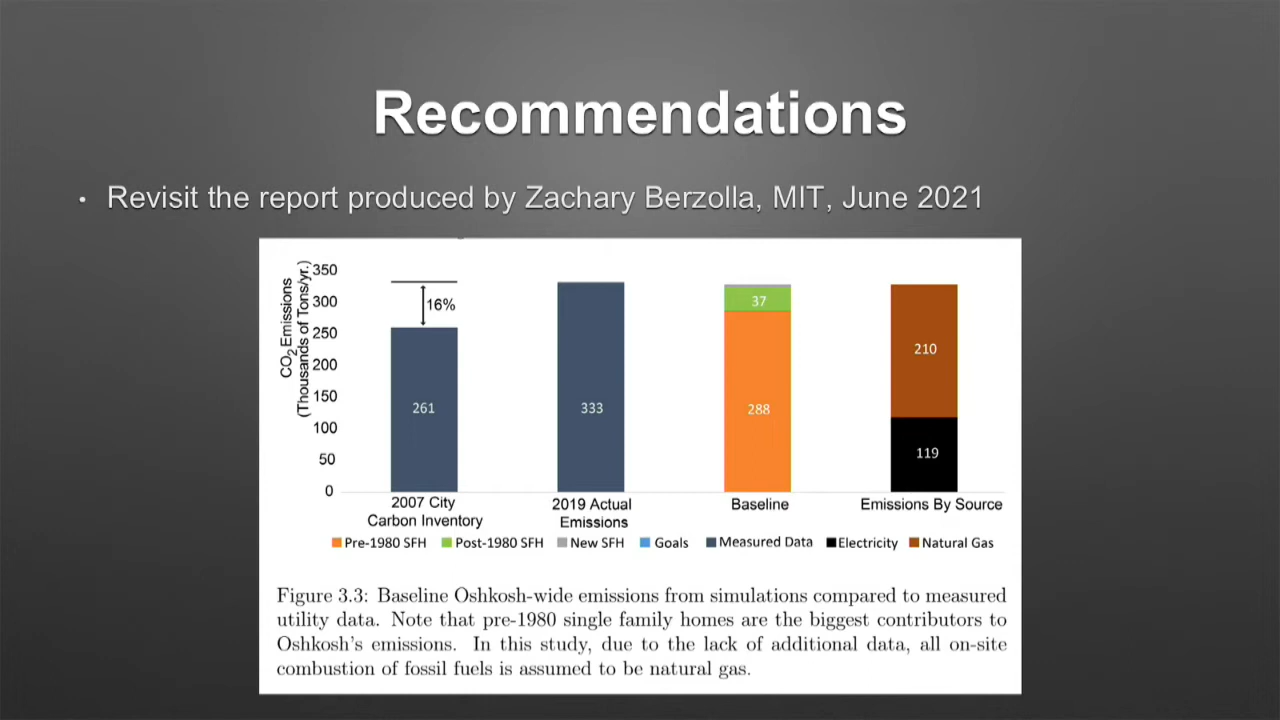 Recommendations
• Revisit the report produced by Zachary Berzolla, MIT, June 2021
CO2 Emissions
(Thousands of Tons/yr.)
350
300
250
200
150
100
50
0
16%
261
333
37
288
210
119
2007 City
Carbon Inventory
2019 Actual
Emissions
Baseline
Emissions By Source
Pre-1980 SFH Post-1980 SFH New SFH Goals Measured Data Electricity Natural Gas
Figure 3.3: Baseline Oshkosh-wide emissions from simulations compared to measured
utility data. Note that pre-1980 single family homes are the biggest contributors to
Oshkosh's emissions. In this study, due to the lack of additional data, all on-site
combustion of fossil fuels is assumed to be natural gas.